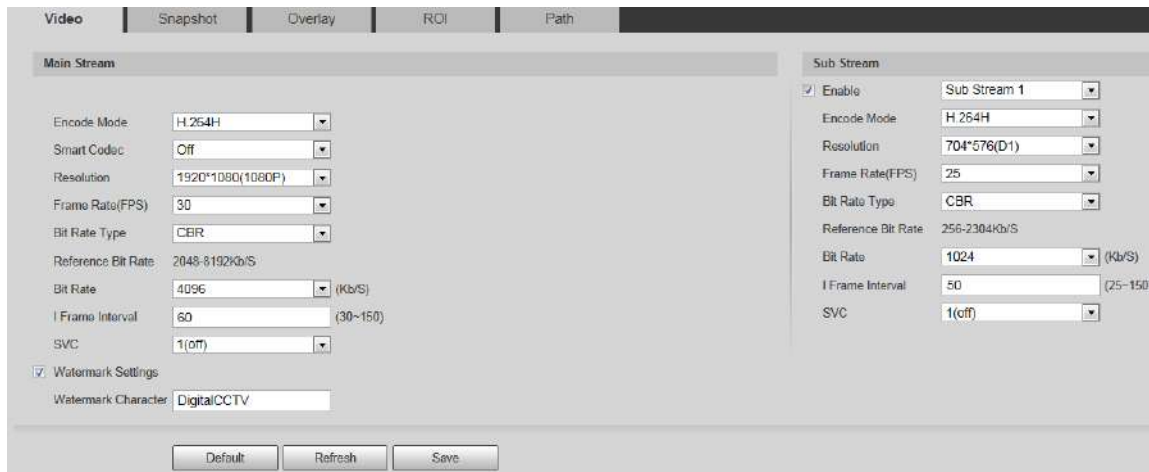 Video Snapshot Overlay ROI Path
Main Stream
Encode Mode H.264H
Smart Codec Off
Resolution 1920*1080(1080P)
Frame Rate(FPS) 30
Bit Rate Type CBR
Reference Bit Rate 2048-8192Kb/S
Bit Rate 4096 (Kb/S)
I Frame Interval 60 (30~150)
SVC 1(off)
Watermark Settings
Watermark Character DigitalCCTV
Default Refresh Save
Sub Stream
Enable Sub Stream 1
Encode Mode H.264H
Resolution 704*576(D1)
Frame Rate(FPS) 25
Bit Rate Type CBR
Reference Bit Rate 256-2304Kb/S
Bit Rate 1024 (Kb/S)
I Frame Interval 50 (25~150
SVC 1(off)